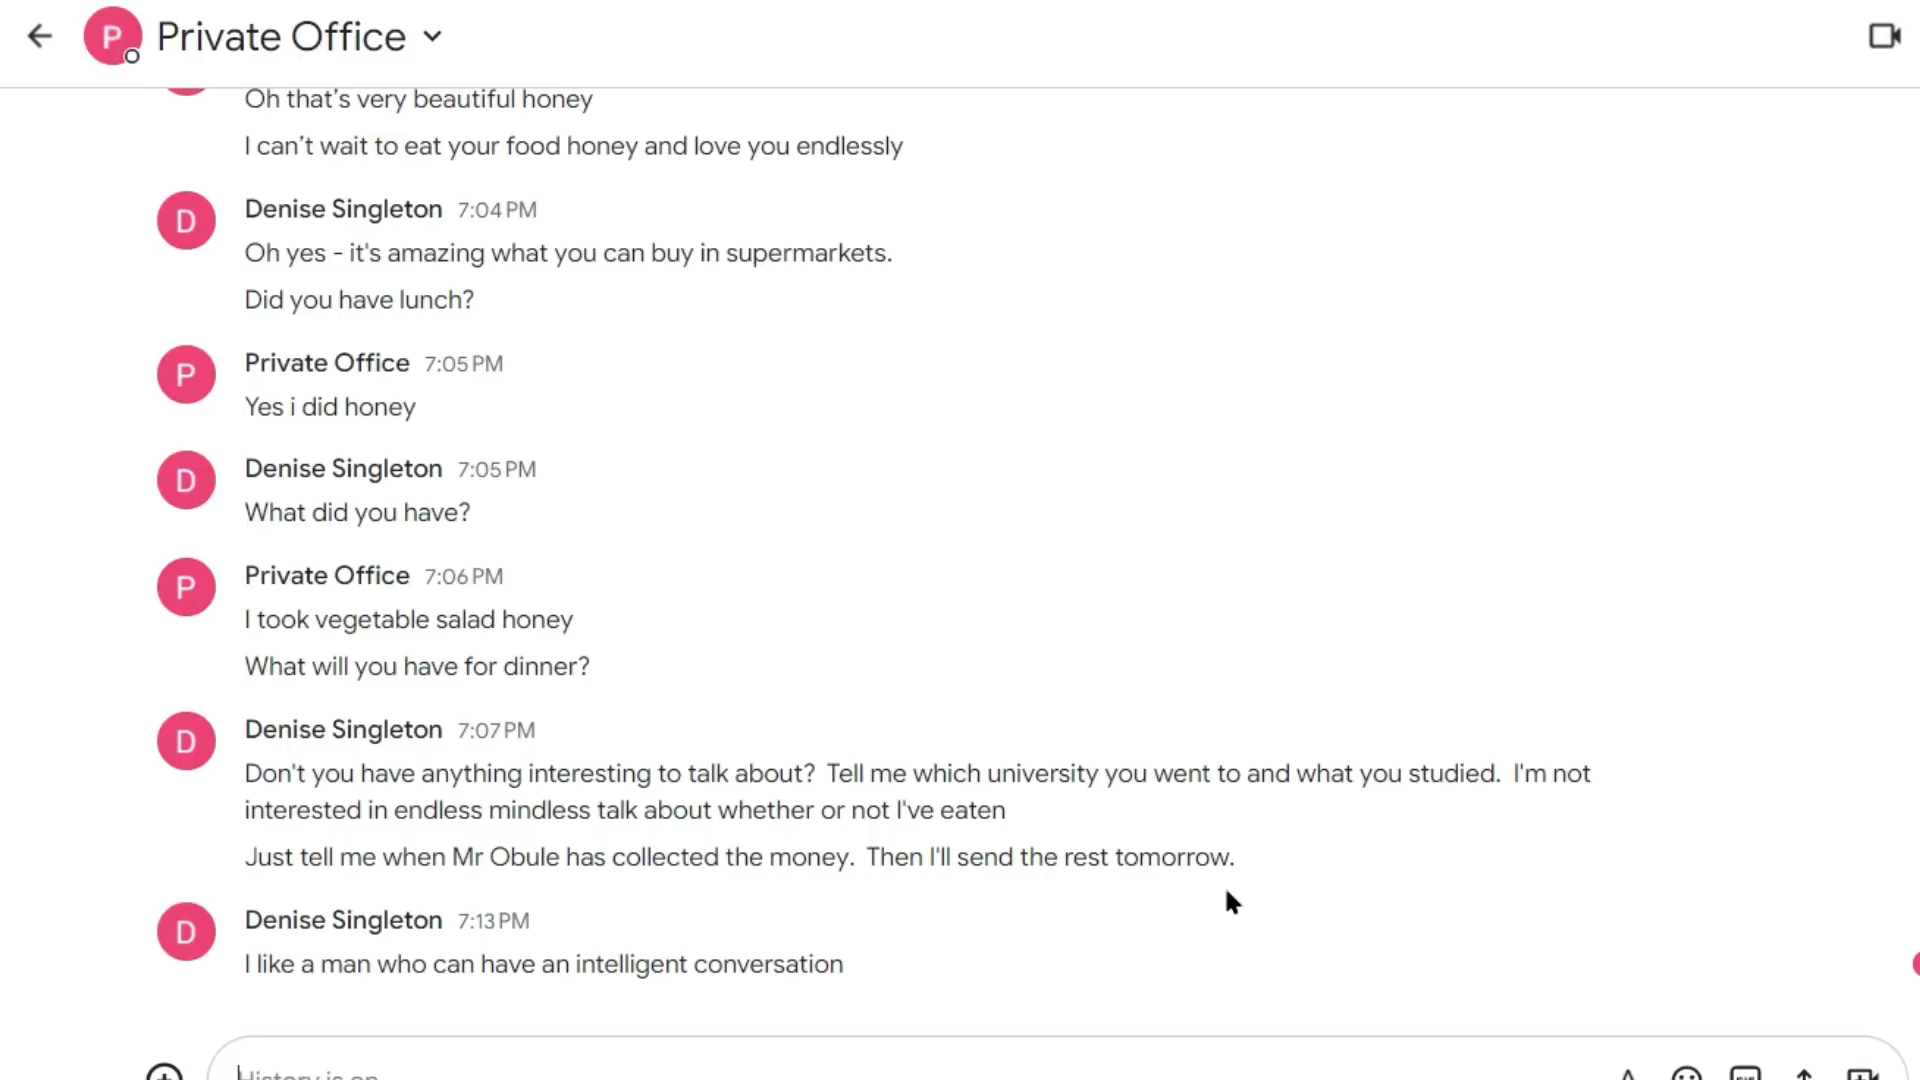 P Private Office
Oh that's very beautiful honey
I can't wait to eat your food honey and love you endlessly
D Denise Singleton 7:04 PM
Oh yes - it's amazing what you can buy in supermarkets.
Did you have lunch?
P Private Office 7:05 PM
Yes i did honey
D Denise Singleton 7:05 PM
What did you have?
P Private Office 7:06 PM
I took vegetable salad honey
What will you have for dinner?
D Denise Singleton 7:07 PM
Don't you have anything interesting to talk about?  Tell me which university you went to and what you studied.  I'm not
interested in endless mindless talk about whether or not I've eaten
Just tell me when Mr Obule has collected the money.  Then I'll send the rest tomorrow.
D Denise Singleton 7:13 PM
I like a man who can have an intelligent conversation
History is on